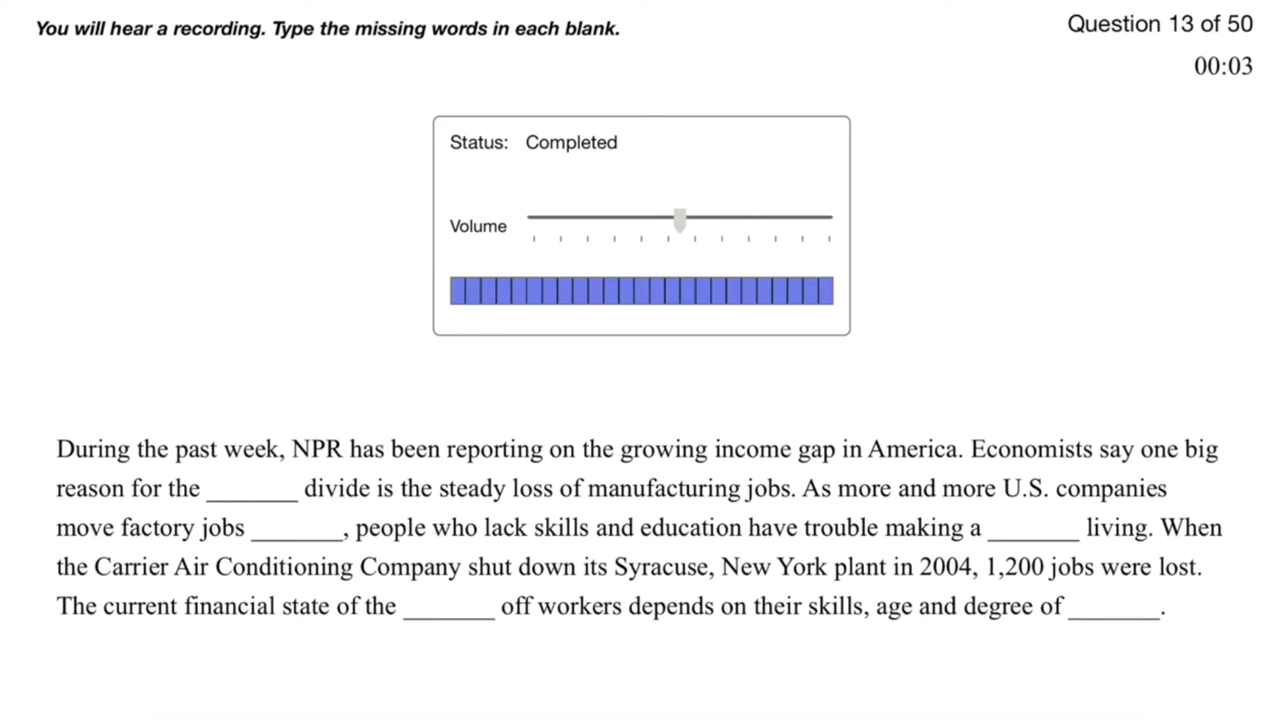 You will hear a recording. Type the missing words in each blank.
Question 13 of 50
00:03
Status: Completed
Volume
During the past week, NPR has been reporting on the growing income gap in America. Economists say one big
reason for the _______ divide is the steady loss of manufacturing jobs. As more and more U.S. companies
move factory jobs _______, people who lack skills and education have trouble making a _______ living. When
the Carrier Air Conditioning Company shut down its Syracuse, New York plant in 2004, 1,200 jobs were lost.
The current financial state of the _______ off workers depends on their skills, age and degree of _______.